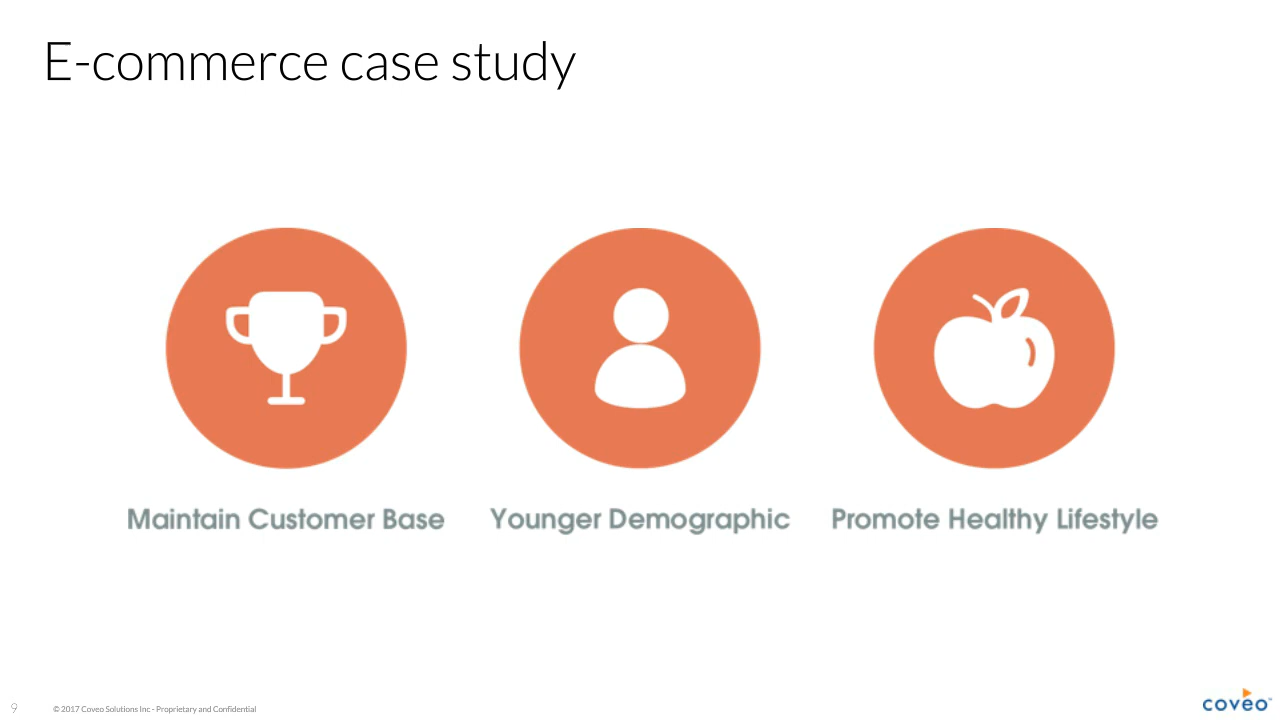 E-commerce case study
Maintain Customer Base
Younger Demographic
Promote Healthy Lifestyle
9
© 2017 Coveo Solutions Inc - Proprietary and Confidential
coveo™